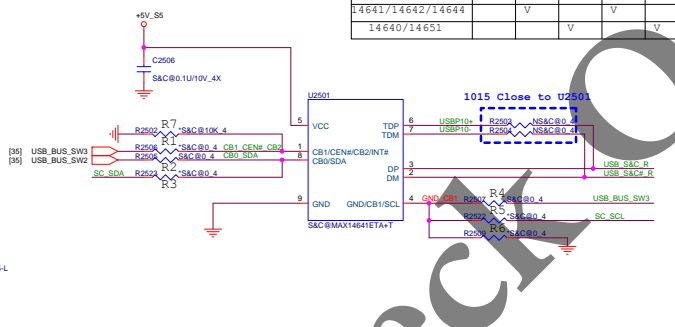 14641/14642/14644 V V
14640/14651 V V
+5V_S5
C2506
S&C@0.1U/10V_4X
U2501
1015 Close to U2501
5 VCC
TDP 6 USBP10+ R2503 NS&C@0_4
TDM 7 USBP10- R2504 NS&C@0_4
R7
R2502 *S&C@10K_4
R1
[35] USB_BUS_SW3 R2506 *S&C@0_4 CB1_CEN#_CB2 1 CB1/CEN#/CB2/INT#
[35] USB_BUS_SW2 R2505 S&C@0_4 CB0_SDA 8 CB0/SDA
R2
SC_SDA R2523 *S&C@0_4
R3
DP 3 USB_S&C_R
DM 2 USB_S&C#_R
9 GND
GND/CB1/SCL 4 GND_CB1 R2507 *S&C@0_4 USB_BUS_SW3
R4
R5
R2522 *S&C@0_4 SC_SCL
R6
R2509 *S&C@0_4
S&C@MAX14641ETA+T
-L